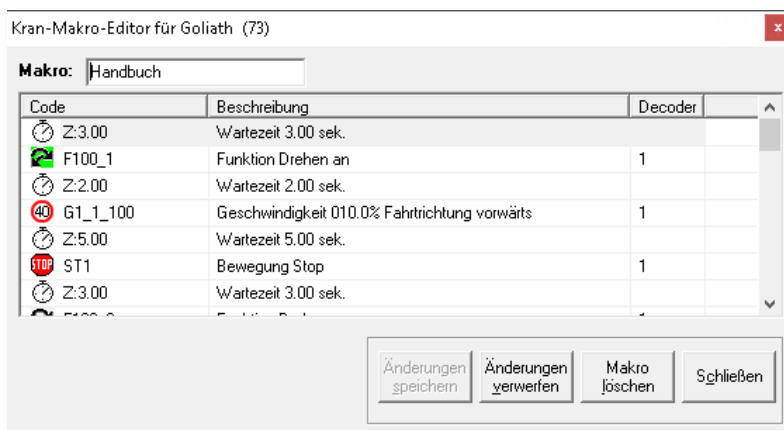 Kran-Makro-Editor für Goliath (73)
x
Makro: Handbuch
Code Beschreibung Decoder
Z:3.00 Wartezeit 3.00 sek.
F100_1 Funktion Drehen an 1
Z:2.00 Wartezeit 2.00 sek.
40 G1_1_100 Geschwindigkeit 010.0% Fahrtrichtung vorwärts 1
Z:5.00 Wartezeit 5.00 sek.
STOP ST1 Bewegung Stop 1
Z:3.00 Wartezeit 3.00 sek.
Änderungen speichern
Änderungen verwerfen
Makro löschen
Schließen